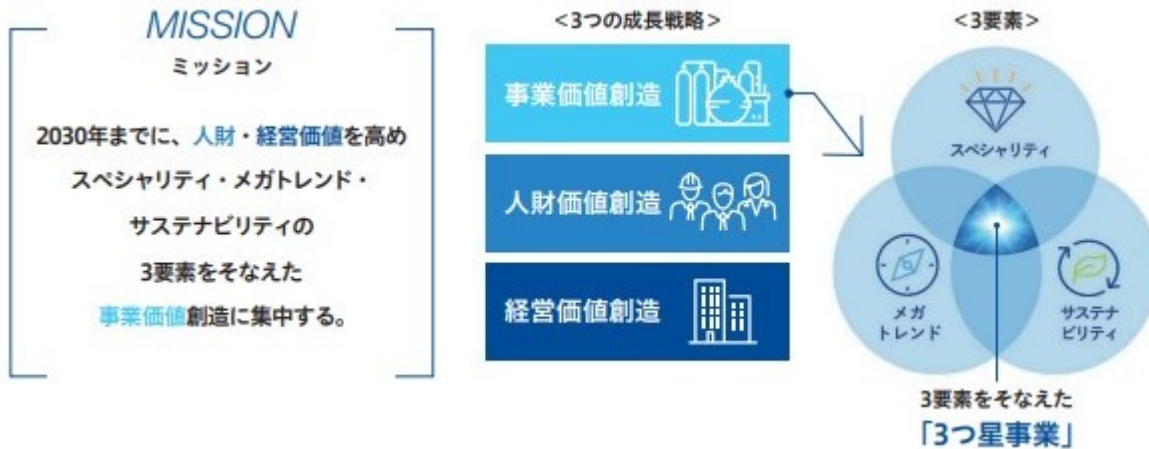 MISSION
ミッション
2030年までに、人財・経営価値を高め
スペシャリティ・メガトレンド・
サステナビリティの
3要素をそなえた
事業価値創造に集中する。
<3つの成長戦略>
事業価値創造
人財価値創造
経営価値創造
<3要素>
スペシャリティ
メガ
トレンド
サステナ
ビリティ
3要素をそなえた
「3つ星事業」